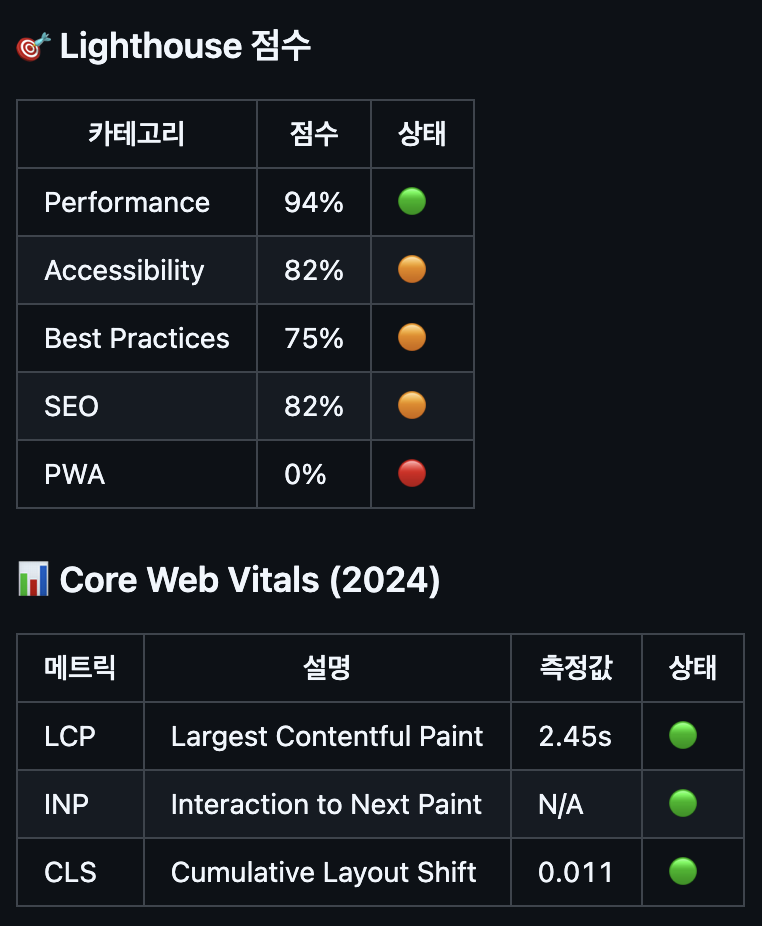 🎯 Lighthouse 점수
카테고리 점수 상태
Performance 94% 🟢
Accessibility 82% 🟠
Best Practices 75% 🟠
SEO 82% 🟠
PWA 0% 🔴
📊 Core Web Vitals (2024)
메트릭 설명 측정값 상태
LCP Largest Contentful Paint 2.45s 🟢
INP Interaction to Next Paint N/A 🟢
CLS Cumulative Layout Shift 0.011 🟢